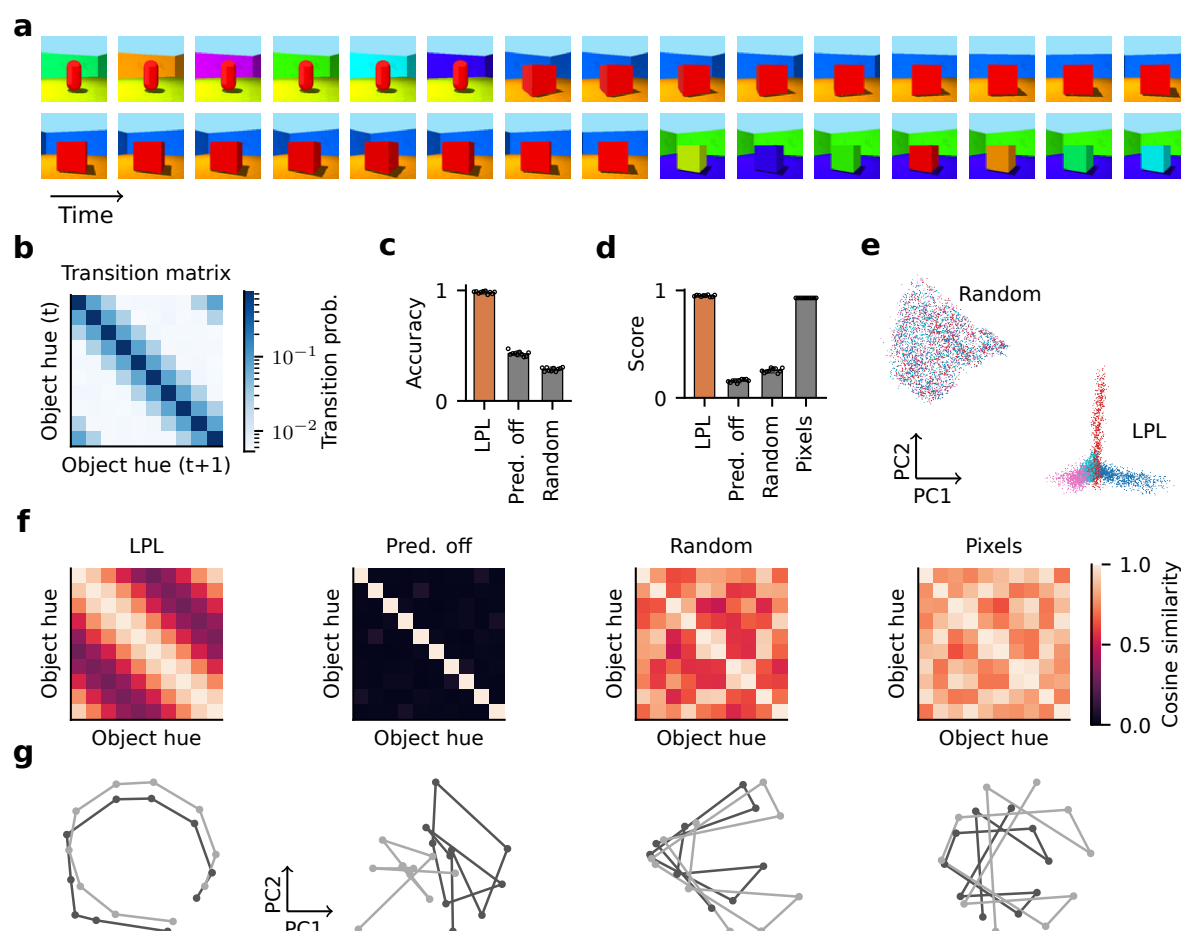 a
Time
b
Transition matrix
Object hue (t)
Object hue (t+1)
10⁻¹
10⁻²
Transition prob.
c
Accuracy
1
0
LPL
Pred. off
Random
d
Score
1
0
LPL
Pred. off
Random
Pixels
e
Random
LPL
PC2
PC1
f
LPL
Pred. off
Random
Pixels
Object hue
Object hue
Object hue
Object hue
Object hue
Object hue
Object hue
Object hue
1.0
0.5
0.0
Cosine similarity
g
PC2
PC1